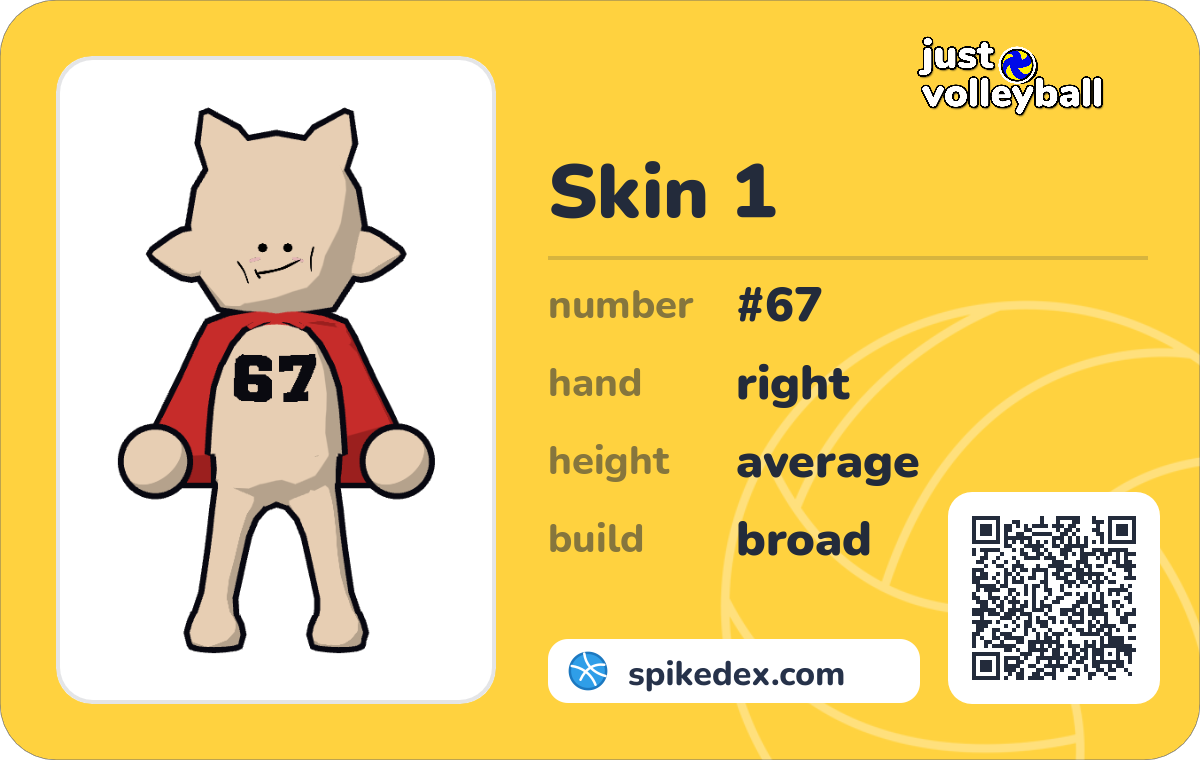 just
volleyball
Skin 1
number #67
hand right
height average
build broad
67
spikedex.com